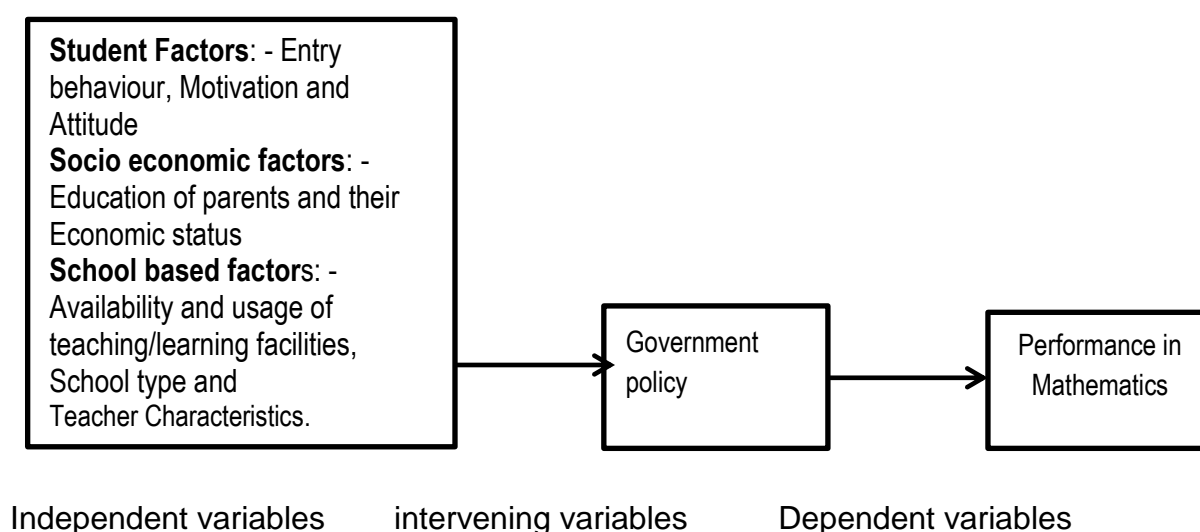 Student Factors: - Entry
behaviour, Motivation and
Attitude
Socio economic factors: -
Education of parents and their
Economic status
School based factors: -
Availability and usage of
teaching/learning facilities,
School type and
Teacher Characteristics.
Government
policy
Performance in
Mathematics
Independent variables intervening variables Dependent variables